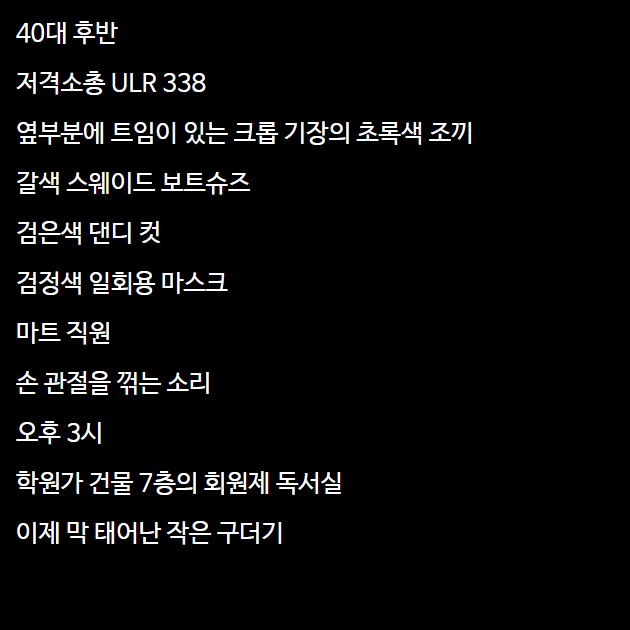 40대 후반
저격소총 ULR 338
옆부분에 트임이 있는 크롭 기장의 초록색 조끼
갈색 스웨이드 보트슈즈
검은색 댄디 컷
검정색 일회용 마스크
마트 직원
손 관절을 꺾는 소리
오후 3시
학원가 건물 7층의 회원제 독서실
이제 막 태어난 작은 구더기